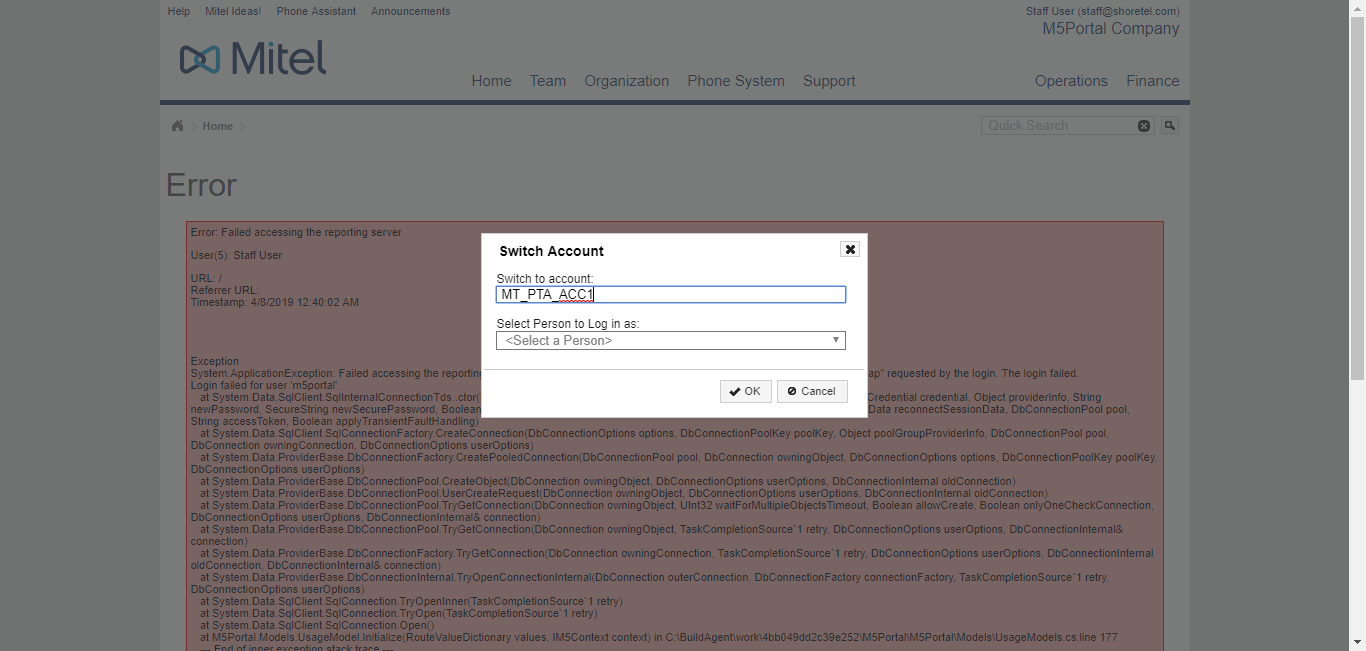 Help Mitel Ideas! Phone Assistant Announcements
Staff User (staff@shoretel.com)
M5Portal Company
Mitel
Home Team Organization Phone System Support Operations Finance
Home
Quick Search
Error
Error: Failed accessing the reporting server
User(5): Staff User
URL: /
Referrer URL:
Timestamp: 4/8/2019 12:40:02 AM
Switch Account
Switch to account:
MT_PTA_ACC1
Select Person to Log in as:
<Select a Person>
OK Cancel
Exception
System.ApplicationException: Failed accessing the reporting ap" requested by the login. The login failed.
Login failed for user 'm5portal'.
at System.Data.SqlClient.SqlInternalConnectionTds..ctor( Credential credential, Object providerInfo, String
newPassword, SecureString newSecurePassword, Boolean Data reconnectSessionData, DbConnectionPool pool,
String accessToken, Boolean applyTransientFaultHandling)
at System.Data.SqlClient.SqlConnectionFactory.CreateConnection(DbConnectionOptions options, DbConnectionPoolKey poolKey, Object poolGroupProviderInfo, DbConnectionPool pool,
DbConnection owningConnection, DbConnectionOptions userOptions)
at System.Data.ProviderBase.DbConnectionFactory.CreatePooledConnection(DbConnectionPool pool, DbConnection owningObject, DbConnectionOptions options, DbConnectionPoolKey poolKey,
DbConnectionOptions userOptions)
at System.Data.ProviderBase.DbConnectionPool.CreateObject(DbConnection owningObject, DbConnectionOptions userOptions, DbConnectionInternal oldConnection)
at System.Data.ProviderBase.DbConnectionPool.UserCreateRequest(DbConnection owningObject, DbConnectionOptions userOptions, DbConnectionInternal oldConnection)
at System.Data.ProviderBase.DbConnectionPool.TryGetConnection(DbConnection owningObject, UInt32 waitForMultipleObjectsTimeout, Boolean allowCreate, Boolean onlyOneCheckConnection,
DbConnectionOptions userOptions, DbConnectionInternal& connection)
at System.Data.ProviderBase.DbConnectionPool.TryGetConnection(DbConnection owningObject, TaskCompletionSource`1 retry, DbConnectionOptions userOptions, DbConnectionInternal&
connection)
at System.Data.ProviderBase.DbConnectionFactory.TryGetConnection(DbConnection owningConnection, TaskCompletionSource`1 retry, DbConnectionOptions userOptions, DbConnectionInternal
oldConnection, DbConnectionInternal& connection)
at System.Data.ProviderBase.DbConnectionInternal.TryOpenConnectionInternal(DbConnection outerConnection, DbConnectionFactory connectionFactory, TaskCompletionSource`1 retry,
DbConnectionOptions userOptions)
at System.Data.SqlClient.SqlConnection.TryOpenInner(TaskCompletionSource`1 retry)
at System.Data.SqlClient.SqlConnection.TryOpen(TaskCompletionSource`1 retry)
at System.Data.SqlClient.SqlConnection.Open()
at M5Portal.Models.UsageModel.Initialize(RouteValueDictionary values, IM5Context context) in C:\BuildAgent\work\4bb049dd2c39e252\M5Portal\M5Portal\Models\UsageModels.cs:line 177
--- End of inner exception stack trace ---